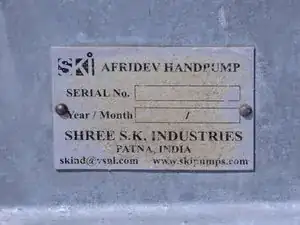 SKi AFRIDEV HANDPUMP
SERIAL No.
Year / Month /
SHREE S.K. INDUSTRIES
PATNA, INDIA
skind@vsnl.com www.skipumps.com